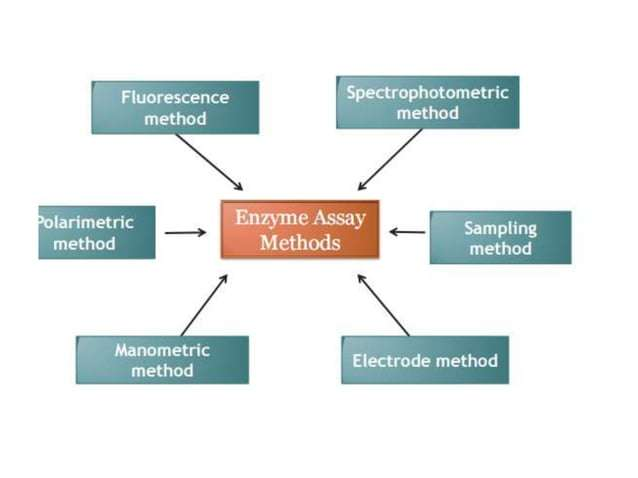 Fluorescence
method
Spectrophotometric
method
Polarimetric
method
Enzyme Assay
Methods
Sampling
method
Manometric
method
Electrode method